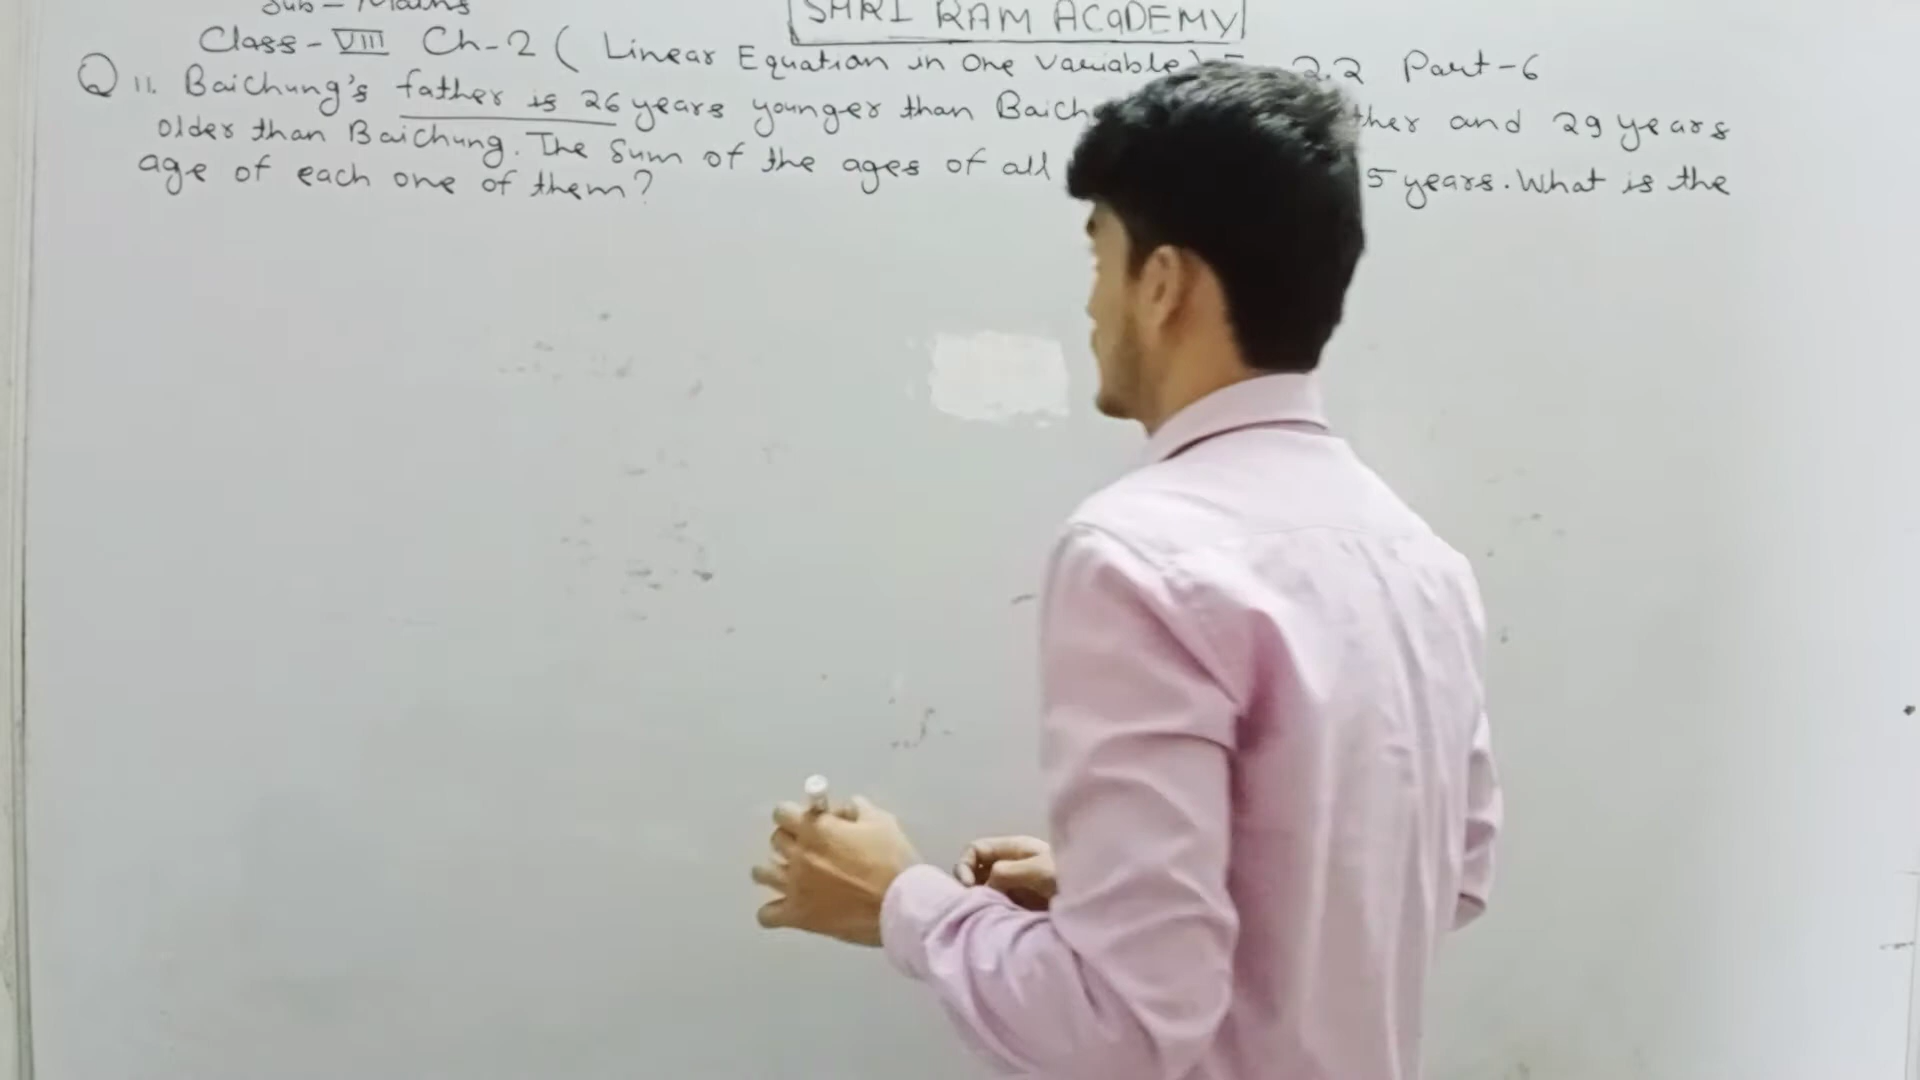 Sub - Maths
SHRI RAM ACADEMY
Class - VIII Ch-2 ( Linear Equation in One Variable) 2.2 Part-6
Q 11. Baichung's father is 26 years younger than Baich ther and 29 years
older than Baichung. The Sum of the ages of all 5 years. What is the
age of each one of them?